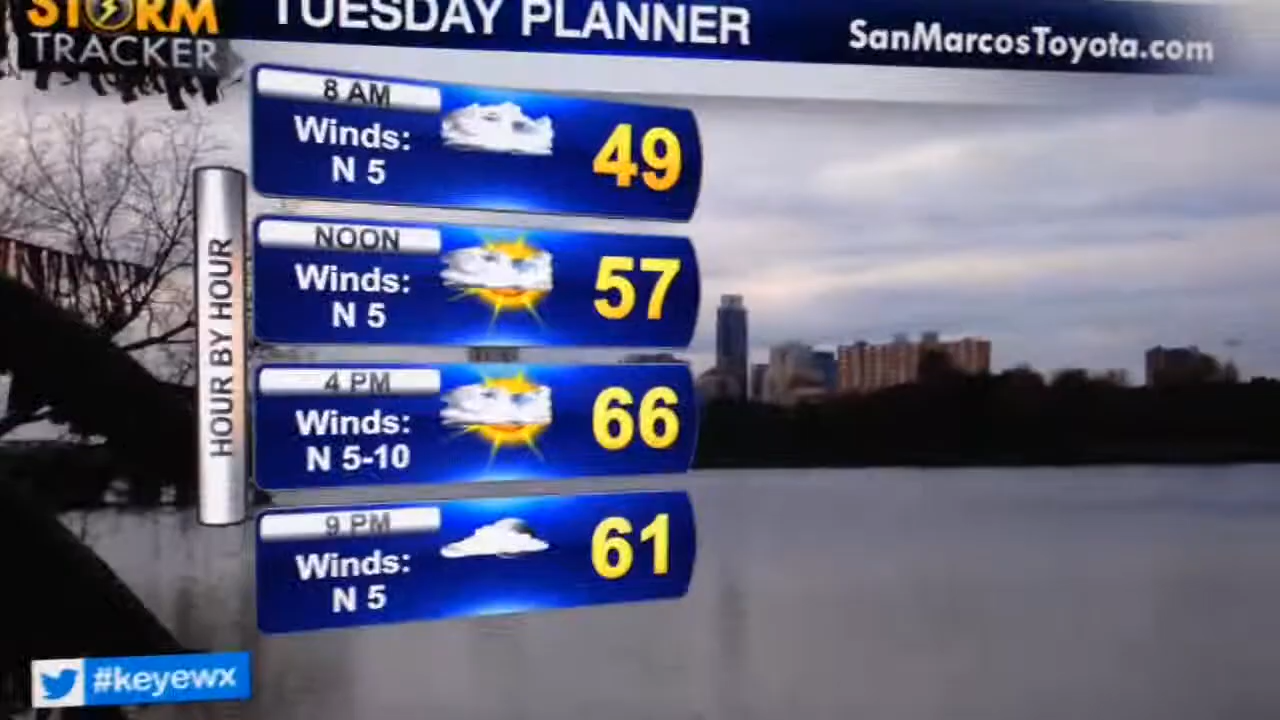 STORM
TRACKER
TUESDAY PLANNER
SanMarcosToyota.com
HOUR BY HOUR
8 AM
Winds:
N 5
49
NOON
Winds:
N 5
57
4 PM
Winds:
N 5-10
66
9 PM
Winds:
N 5
61
#keyewx